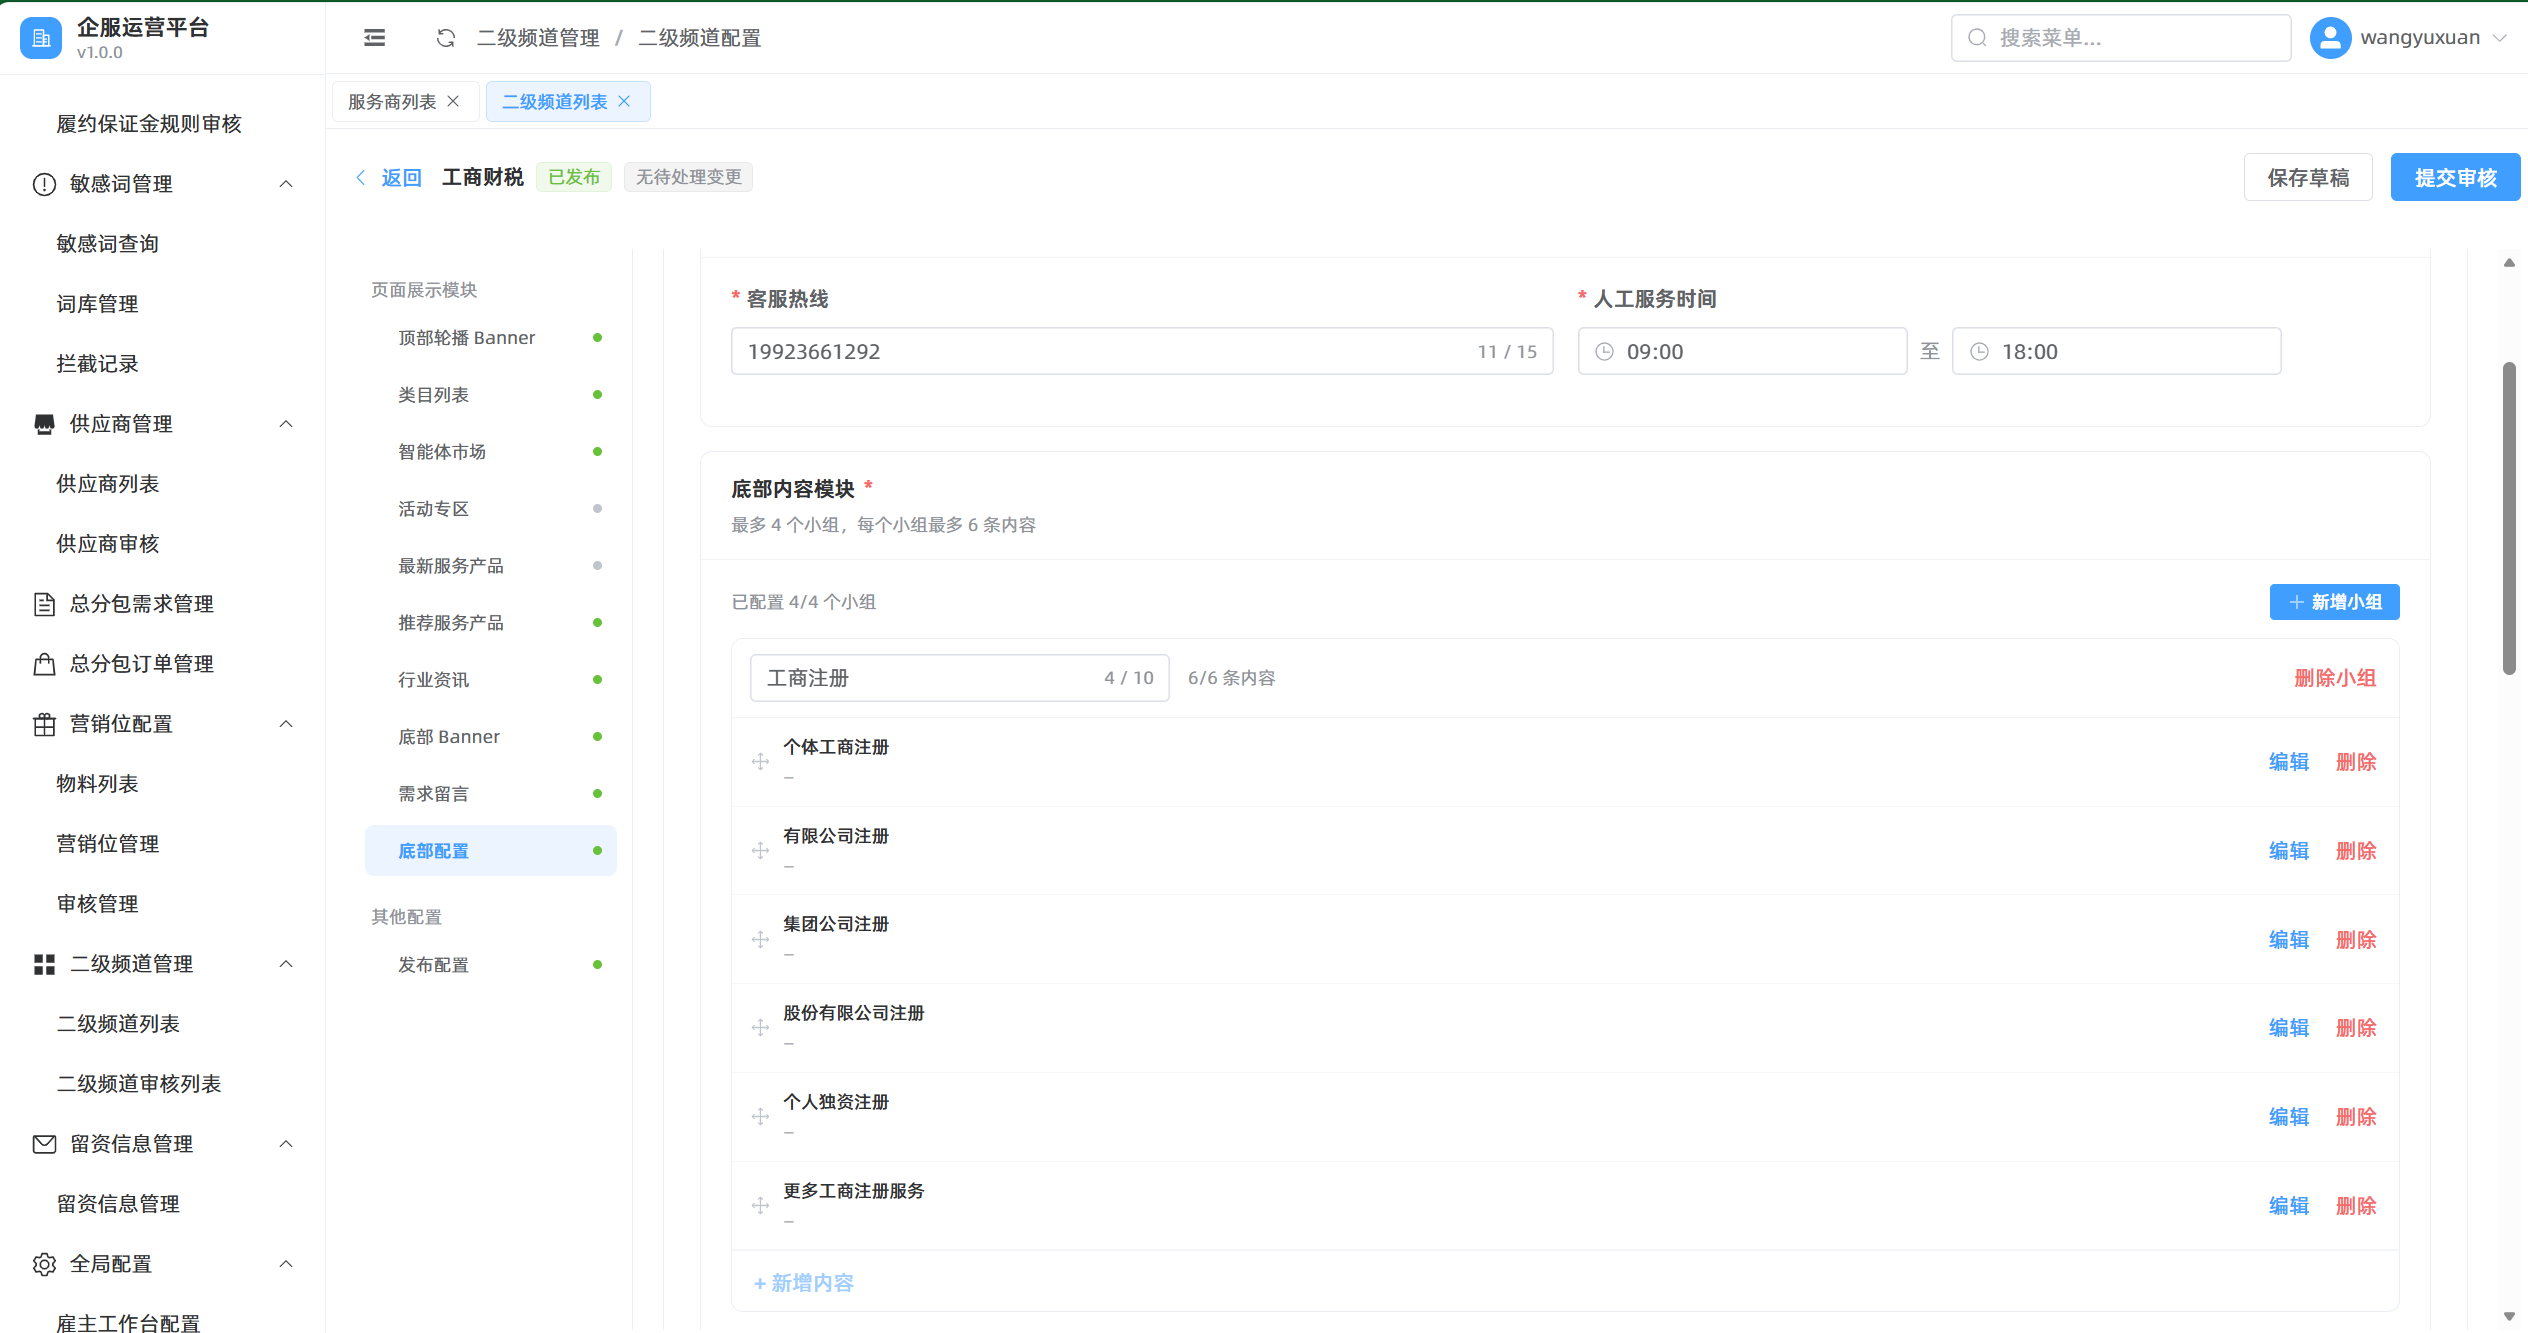 企服运营平台
v1.0.0
二级频道管理 / 二级频道配置
搜索菜单...
wangyuxuan
服务商列表
二级频道列表
履约保证金规则审核
敏感词管理
敏感词查询
词库管理
拦截记录
供应商管理
供应商列表
供应商审核
总分包需求管理
总分包订单管理
营销位配置
物料列表
营销位管理
审核管理
二级频道管理
二级频道列表
二级频道审核列表
留资信息管理
留资信息管理
全局配置
雇主工作台配置
返回 工商财税 已发布 无待处理变更
保存草稿 提交审核
页面展示模块
顶部轮播 Banner
类目列表
智能体市场
活动专区
最新服务产品
推荐服务产品
行业资讯
底部 Banner
需求留言
底部配置
其他配置
发布配置
* 客服热线 * 人工服务时间
19923661292 11 / 15 09:00 至 18:00
底部内容模块 *
最多 4 个小组，每个小组最多 6 条内容
已配置 4/4 个小组 + 新增小组
工商注册 4 / 10 6/6 条内容 删除小组
个体工商注册
–
编辑 删除
有限公司注册
–
编辑 删除
集团公司注册
–
编辑 删除
股份有限公司注册
–
编辑 删除
个人独资注册
–
编辑 删除
更多工商注册服务
–
编辑 删除
+ 新增内容